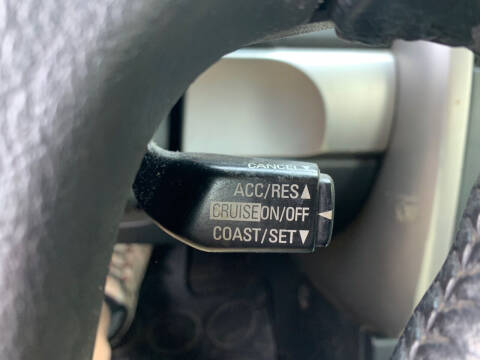 CANCEL▼
ACC/RES▲
CRUISE ON/OFF ◀
COAST/SET▼